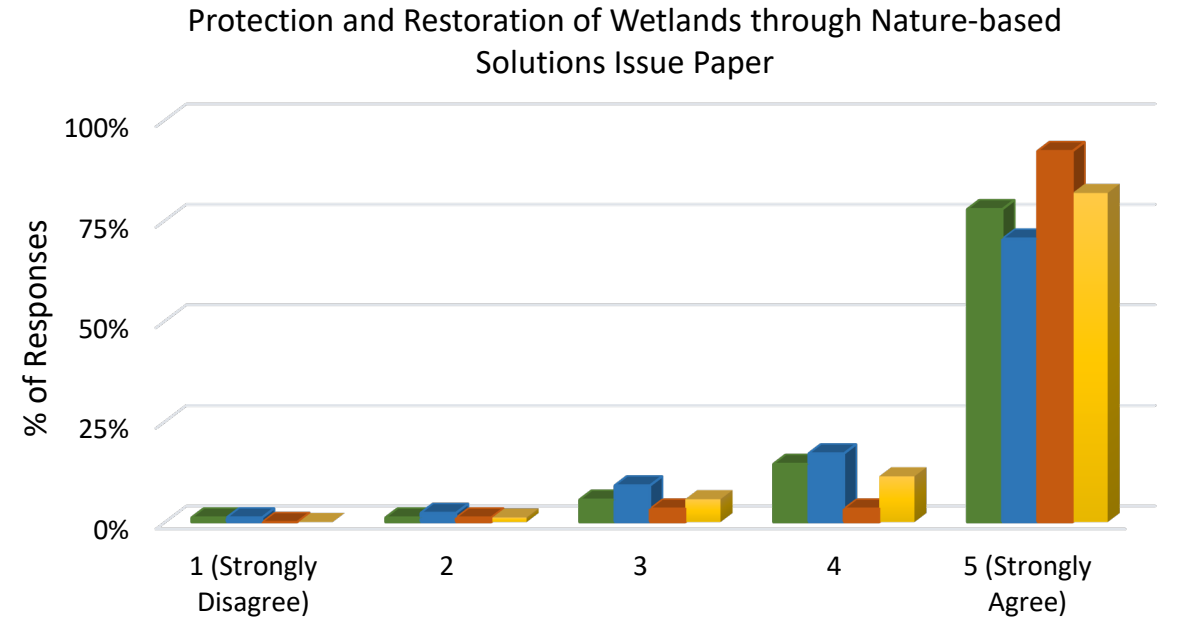 Protection and Restoration of Wetlands through Nature-based
Solutions Issue Paper
100%
75%
50%
25%
0%
% of Responses
1 (Strongly
Disagree)
2
3
4
5 (Strongly
Agree)